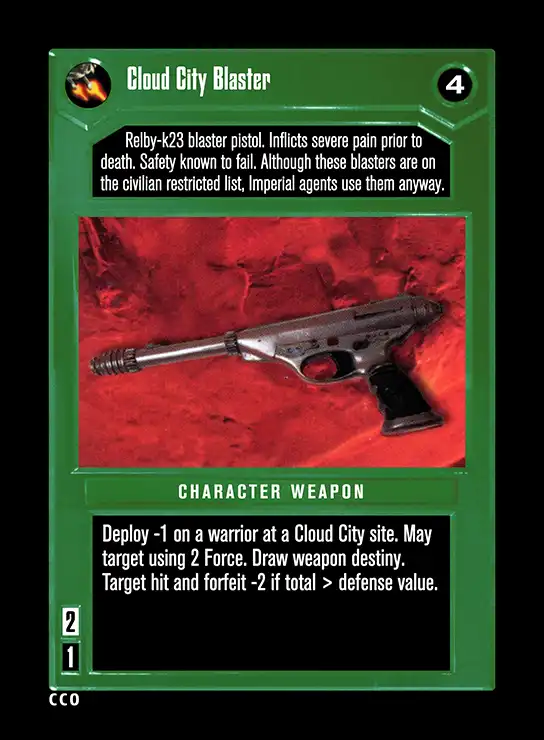 Cloud City Blaster
4
Relby-k23 blaster pistol. Inflicts severe pain prior to
death. Safety known to fail. Although these blasters are on
the civilian restricted list, Imperial agents use them anyway.
CHARACTER WEAPON
Deploy -1 on a warrior at a Cloud City site. May
target using 2 Force. Draw weapon destiny.
Target hit and forfeit -2 if total > defense value.
2
1
CCO